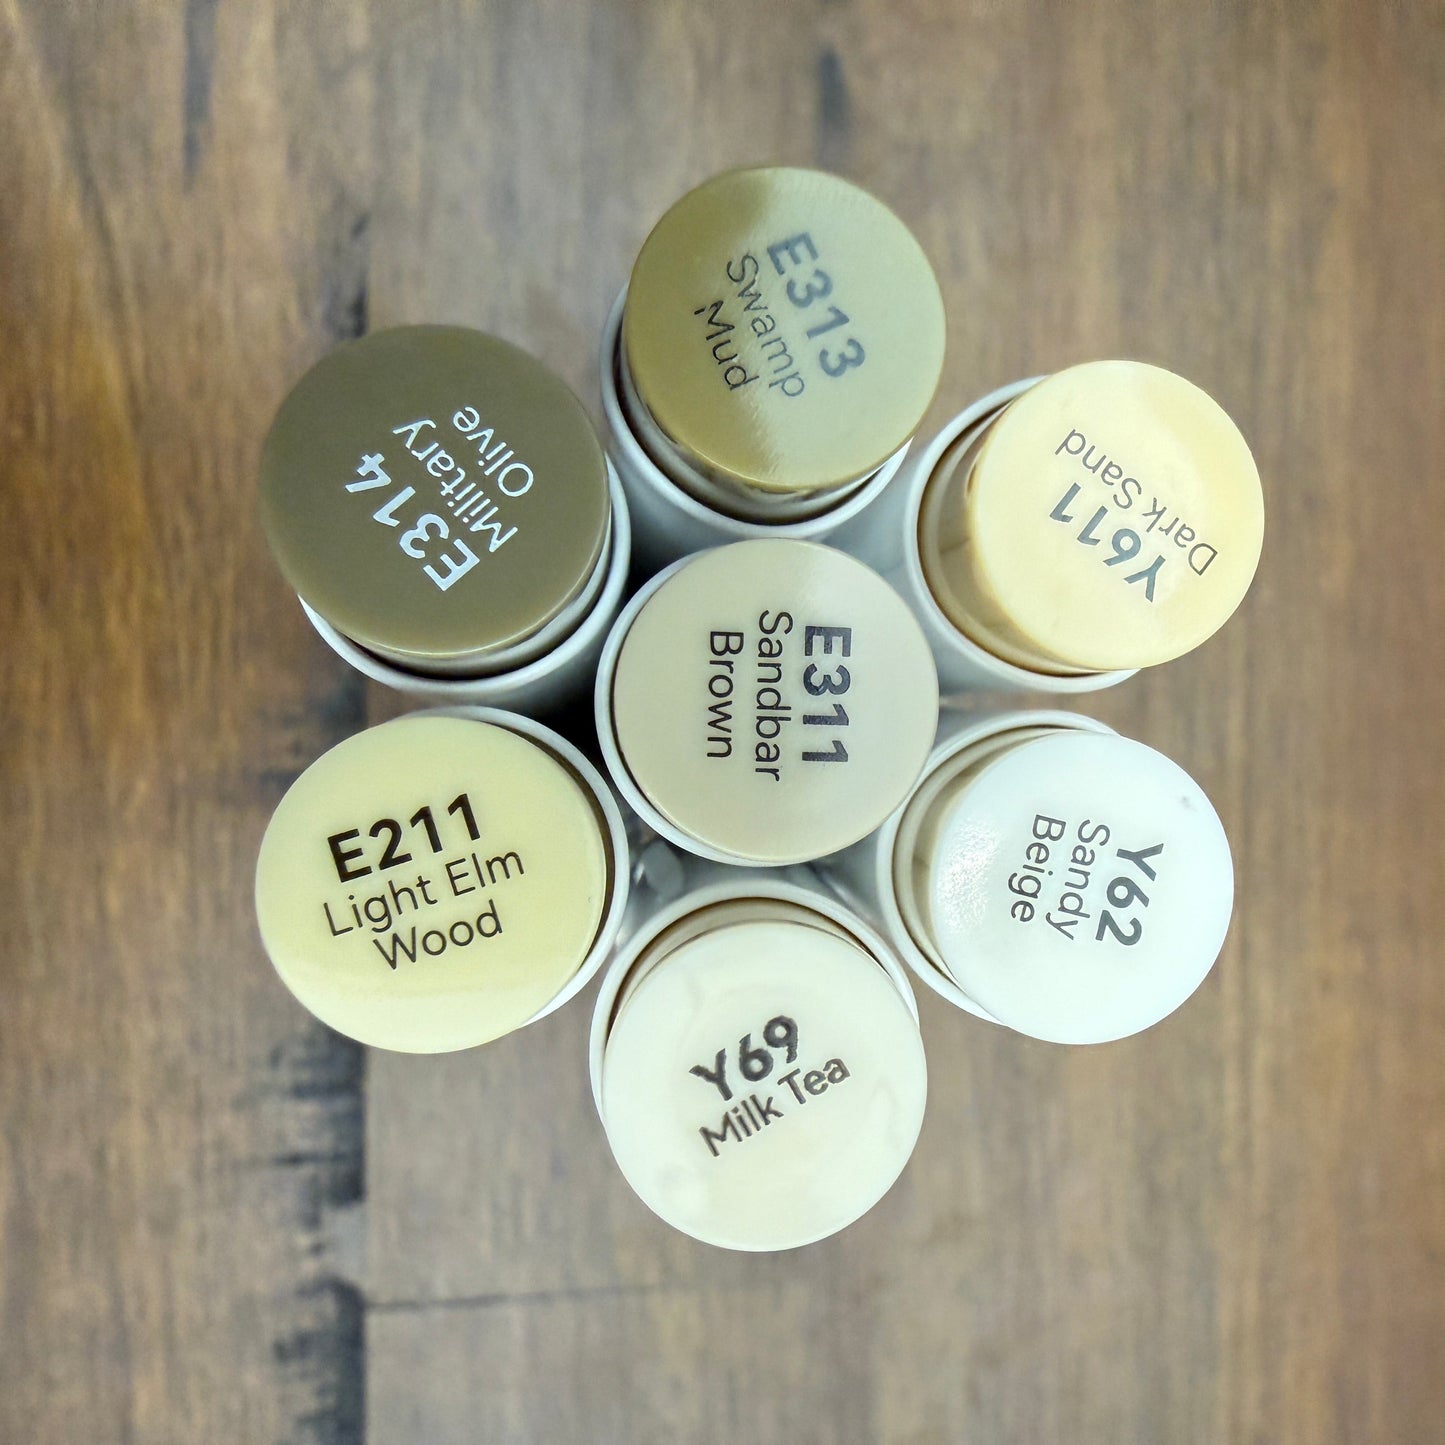 E313
Swamp
Mud
E314
Military
Olive
Y611
Dark Sand
E311
Sandbar
Brown
E211
Light Elm
Wood
Y62
Sandy
Beige
Y69
Milk Tea